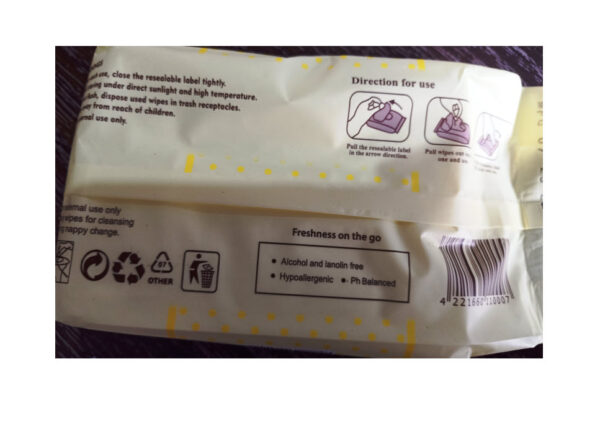 use, close the resealable label tightly.
under direct sunlight and high temperature.
flush, dispose used wipes in trash receptacles.
away from reach of children.
use only.
Direction for use
Pull the resealable label
in the arrow direction.
Pull wipes out
use and
use only
wipes for cleansing
nappy change.
07
OTHER
Freshness on the go
• Alcohol and lanolin free
• Hypoallergenic • Ph Balanced